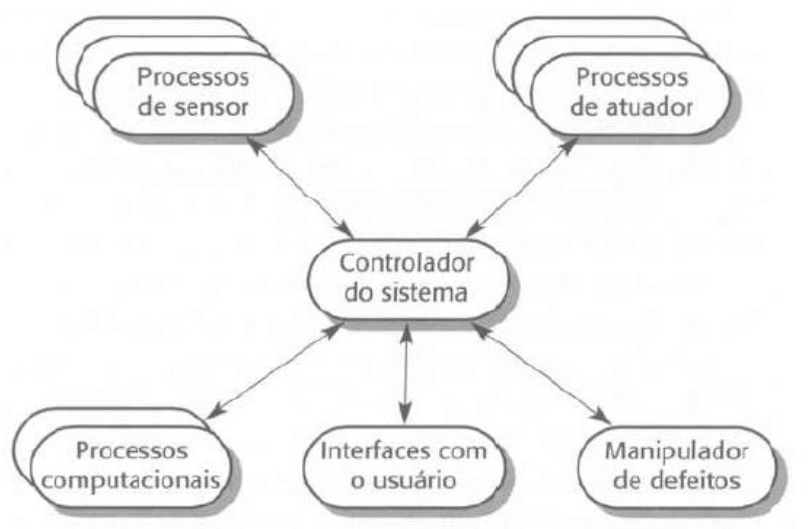 Processos
de sensor
Processos
de atuador
Controlador
do sistema
Processos
computacionais
Interfaces com
o usuário
Manipulador
de defeitos